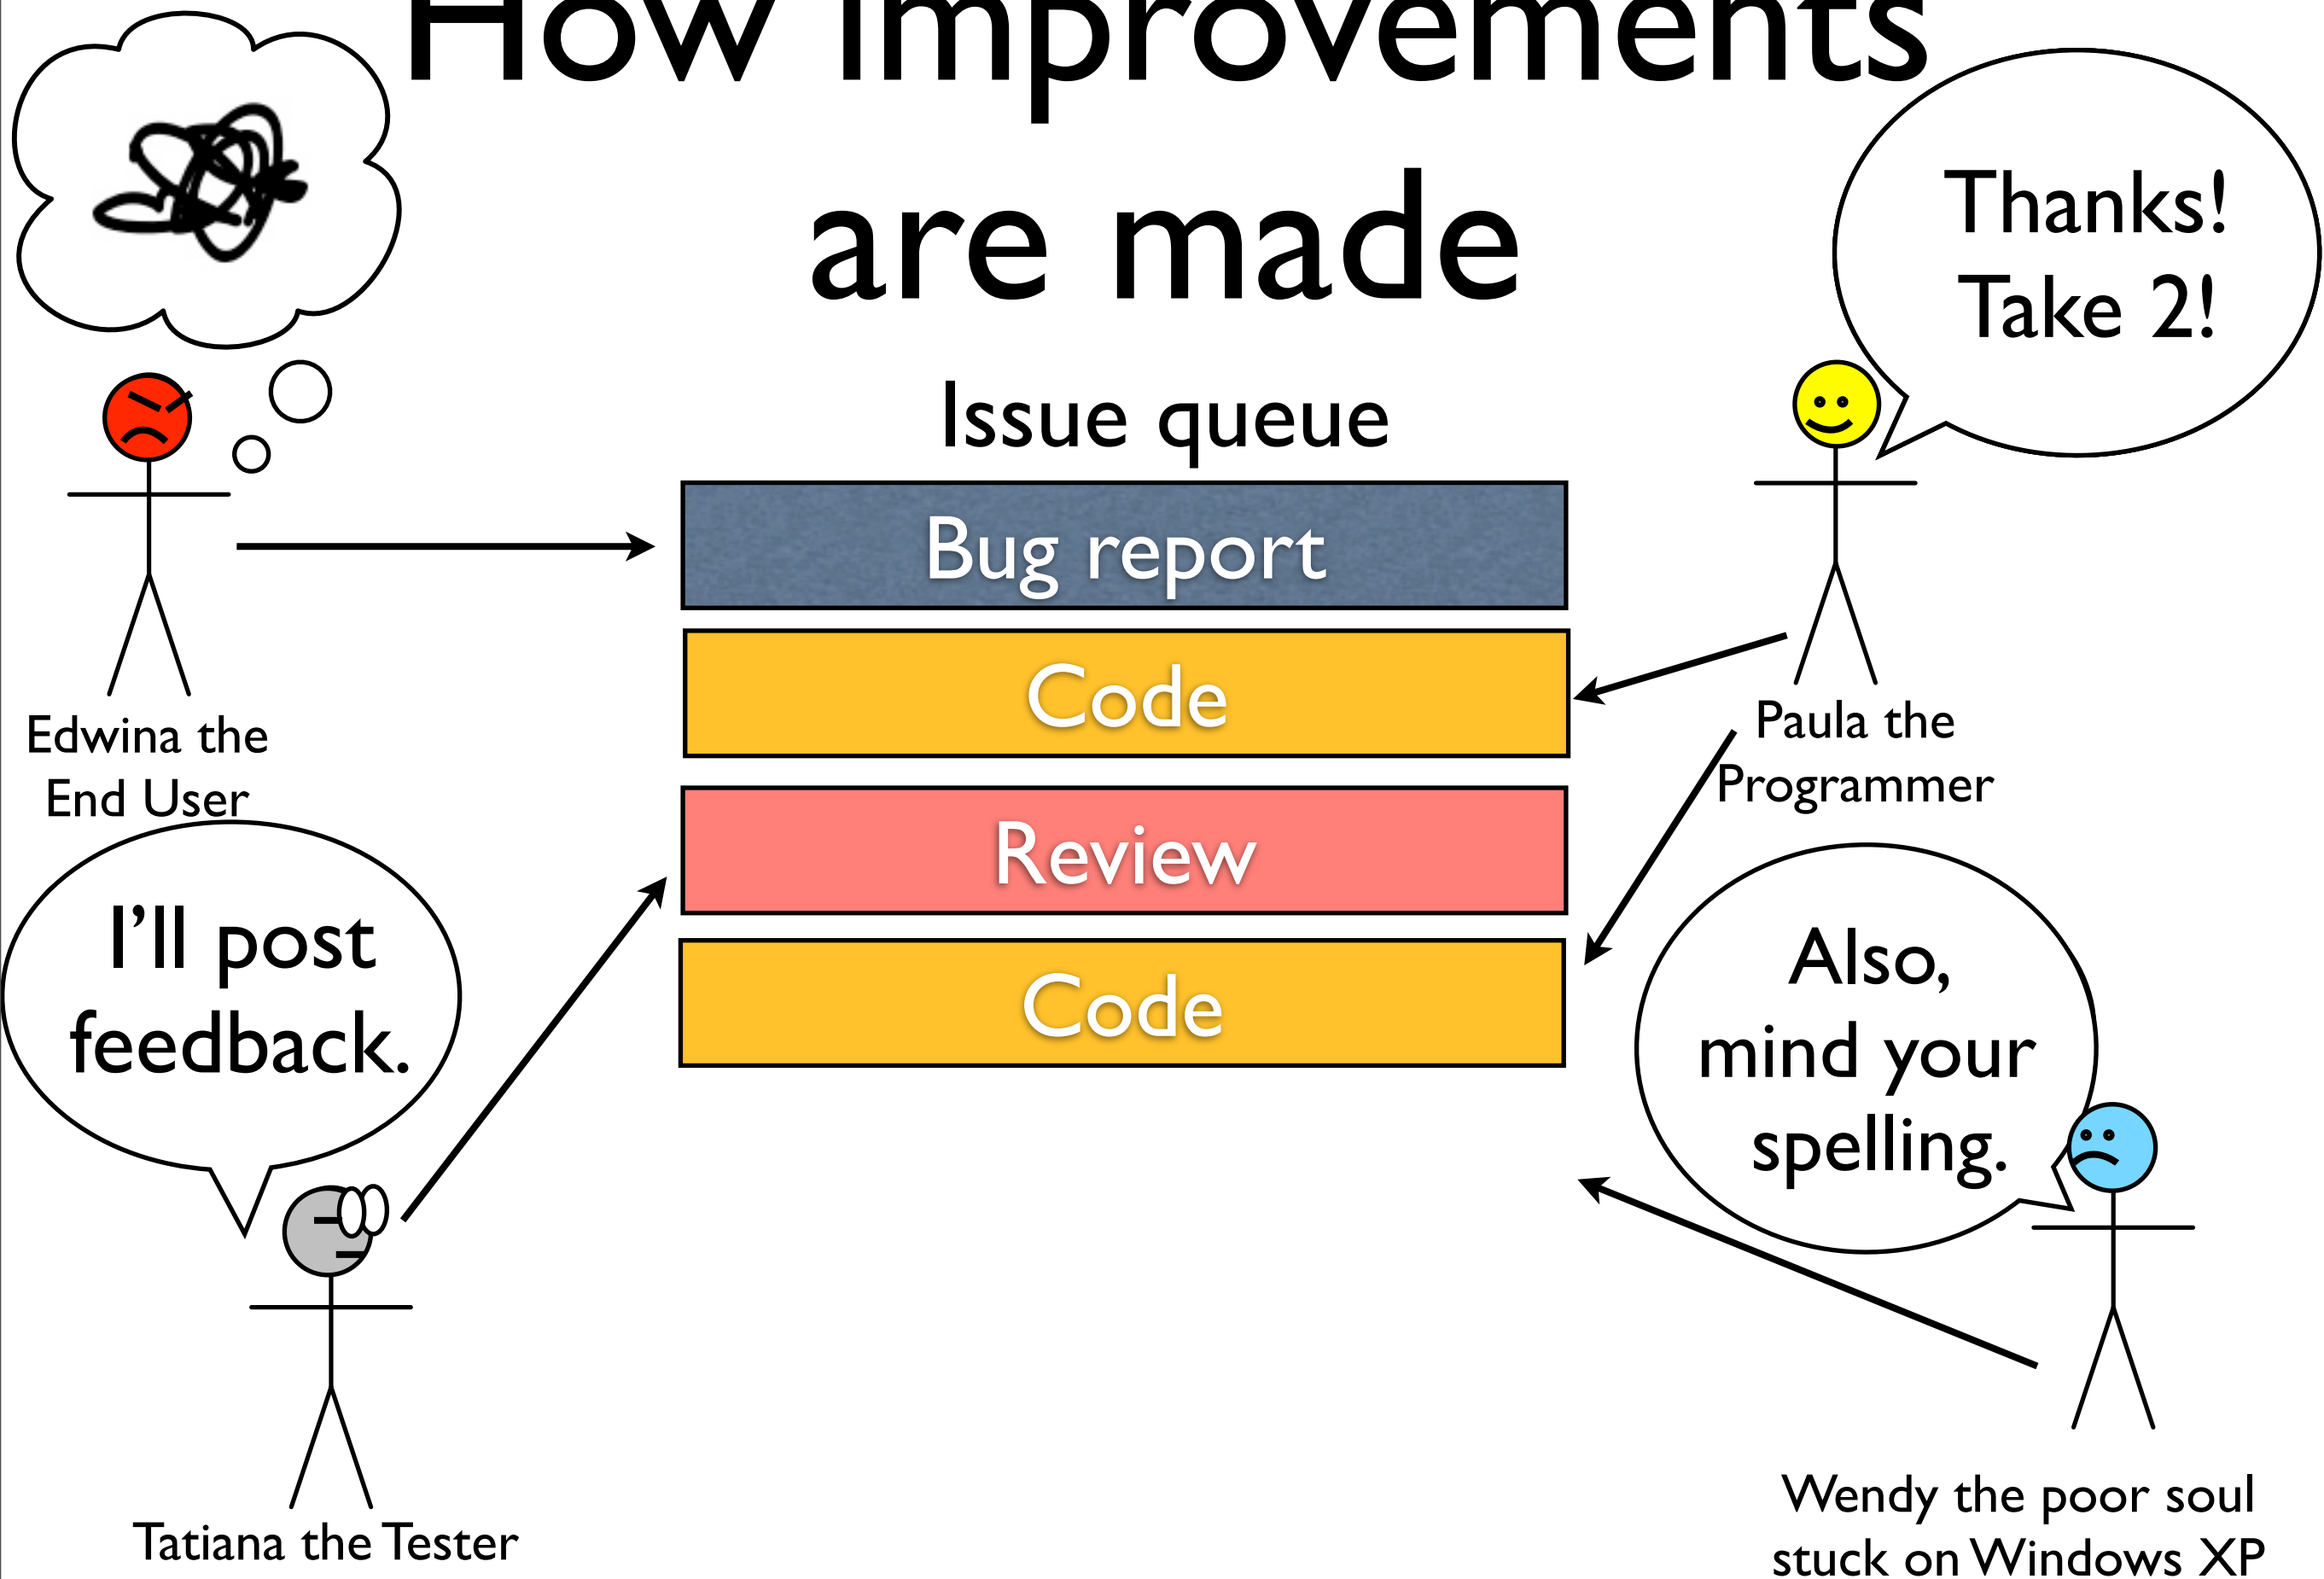 How improvements
are made
Thanks!
Take 2!
Issue queue
Bug report
Code
Review
Code
Edwina the
End User
Paula the
Programmer
I’ll post
feedback.
Also,
mind your
spelling.
Tatiana the Tester
Wendy the poor soul
stuck on Windows XP